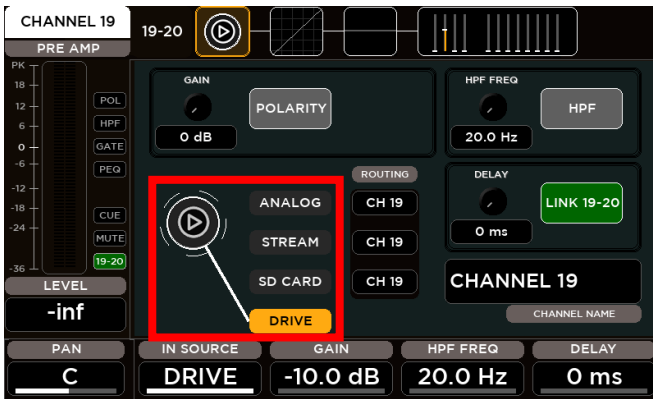 CHANNEL 19
PRE AMP
19-20
PK
18
12
6
0
-6
-12
-18
-24
-36
POL
HPF
GATE
PEQ
CUE
MUTE
19-20
LEVEL
-inf
GAIN
0 dB
POLARITY
HPF FREQ
20.0 Hz
HPF
ROUTING
ANALOG
CH 19
STREAM
CH 19
SD CARD
CH 19
DRIVE
DELAY
0 ms
LINK 19-20
CHANNEL 19
CHANNEL NAME
PAN
C
IN SOURCE
DRIVE
GAIN
-10.0 dB
HPF FREQ
20.0 Hz
DELAY
0 ms